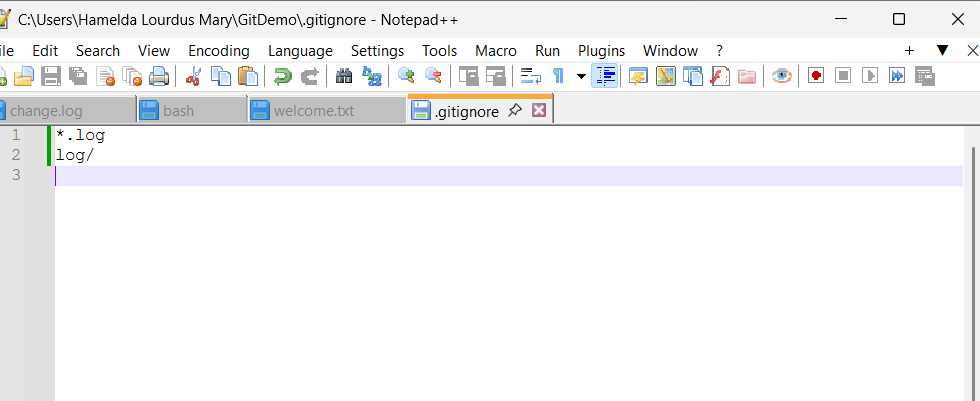 C:\Users\Hamelda Lourdus Mary\GitDemo\.gitignore - Notepad++
ile Edit Search View Encoding Language Settings Tools Macro Run Plugins Window ? + ▼ X
change.log bash welcome.txt .gitignore
1 *.log
2 log/
3